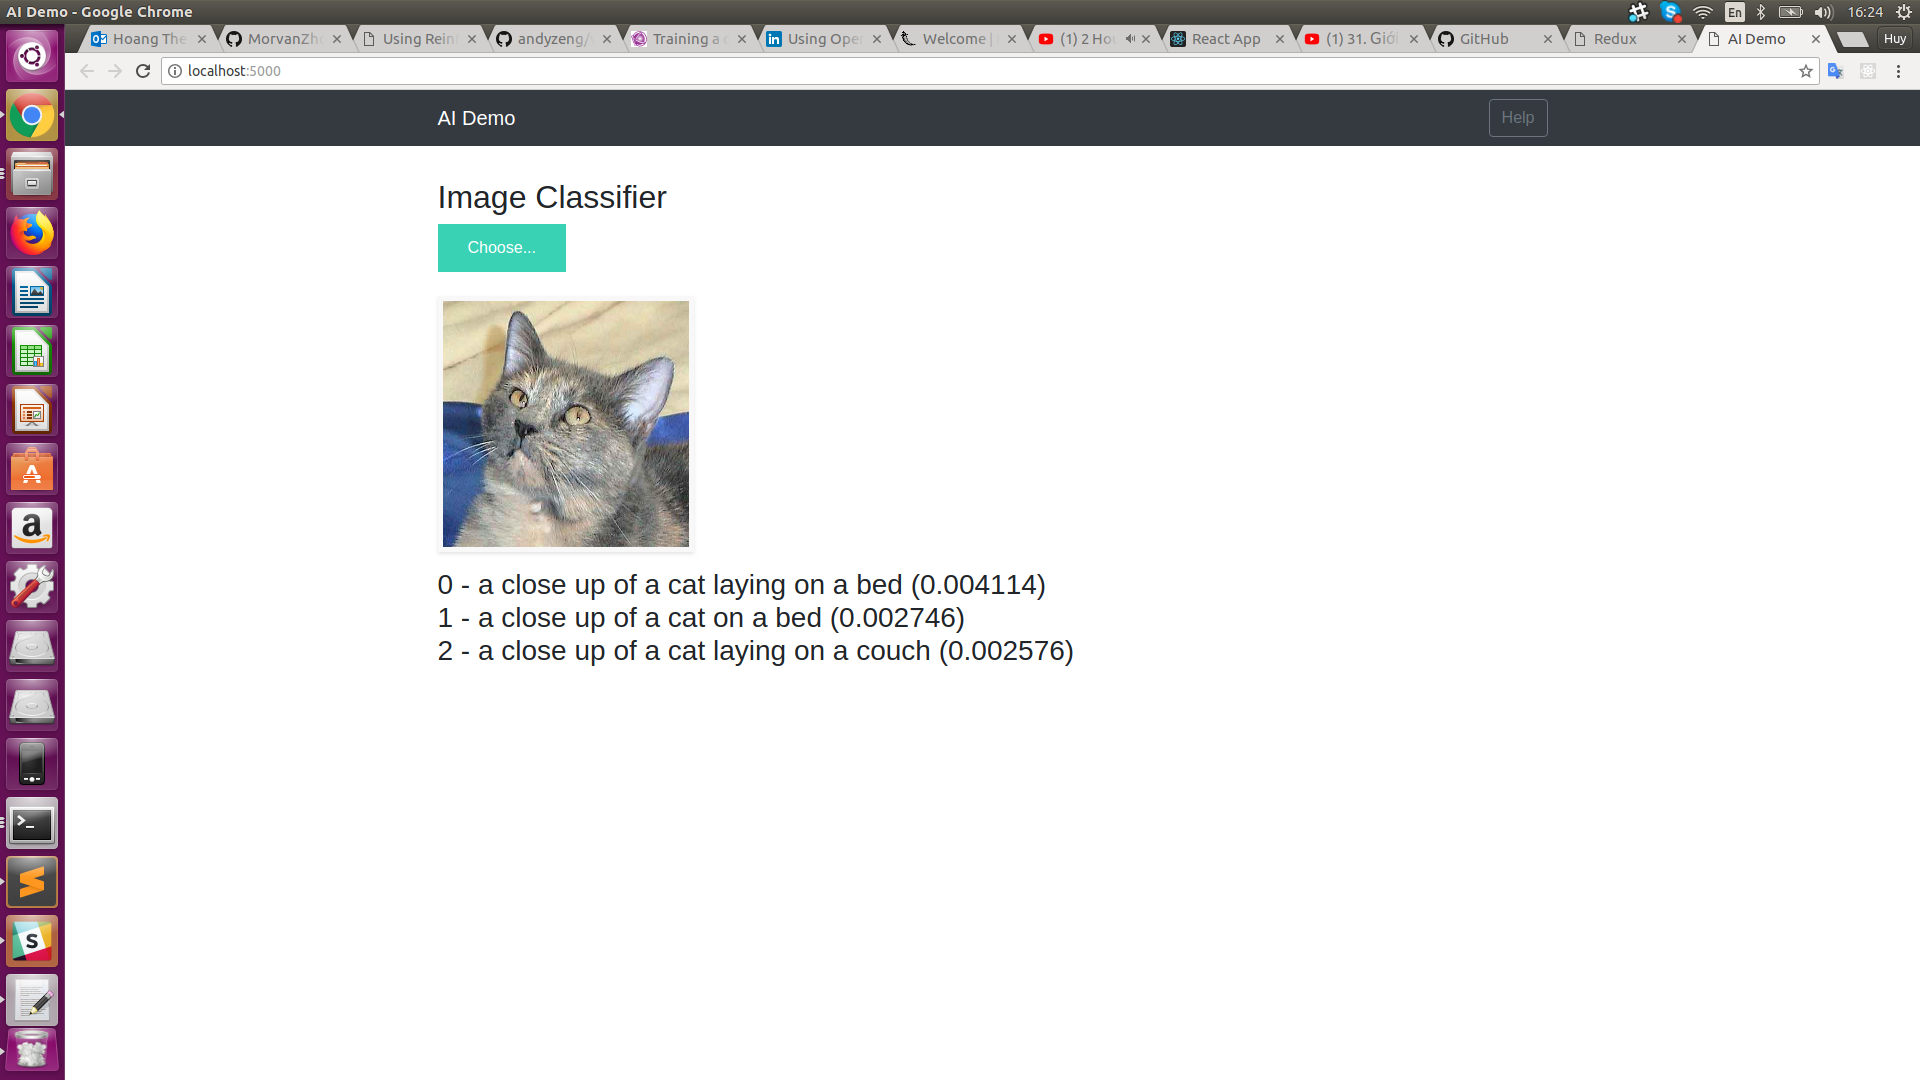 AI Demo - Google Chrome
En
16:24
Hoang The
MorvanZh
Using Rein
andyzeng/
Training a
Using Ope
Welcome |
(1) 2 Ho
React App
(1) 31. Giớ
GitHub
Redux
AI Demo
Huy
localhost:5000
AI Demo
Help
Image Classifier
Choose...
0 - a close up of a cat laying on a bed (0.004114)
1 - a close up of a cat on a bed (0.002746)
2 - a close up of a cat laying on a couch (0.002576)